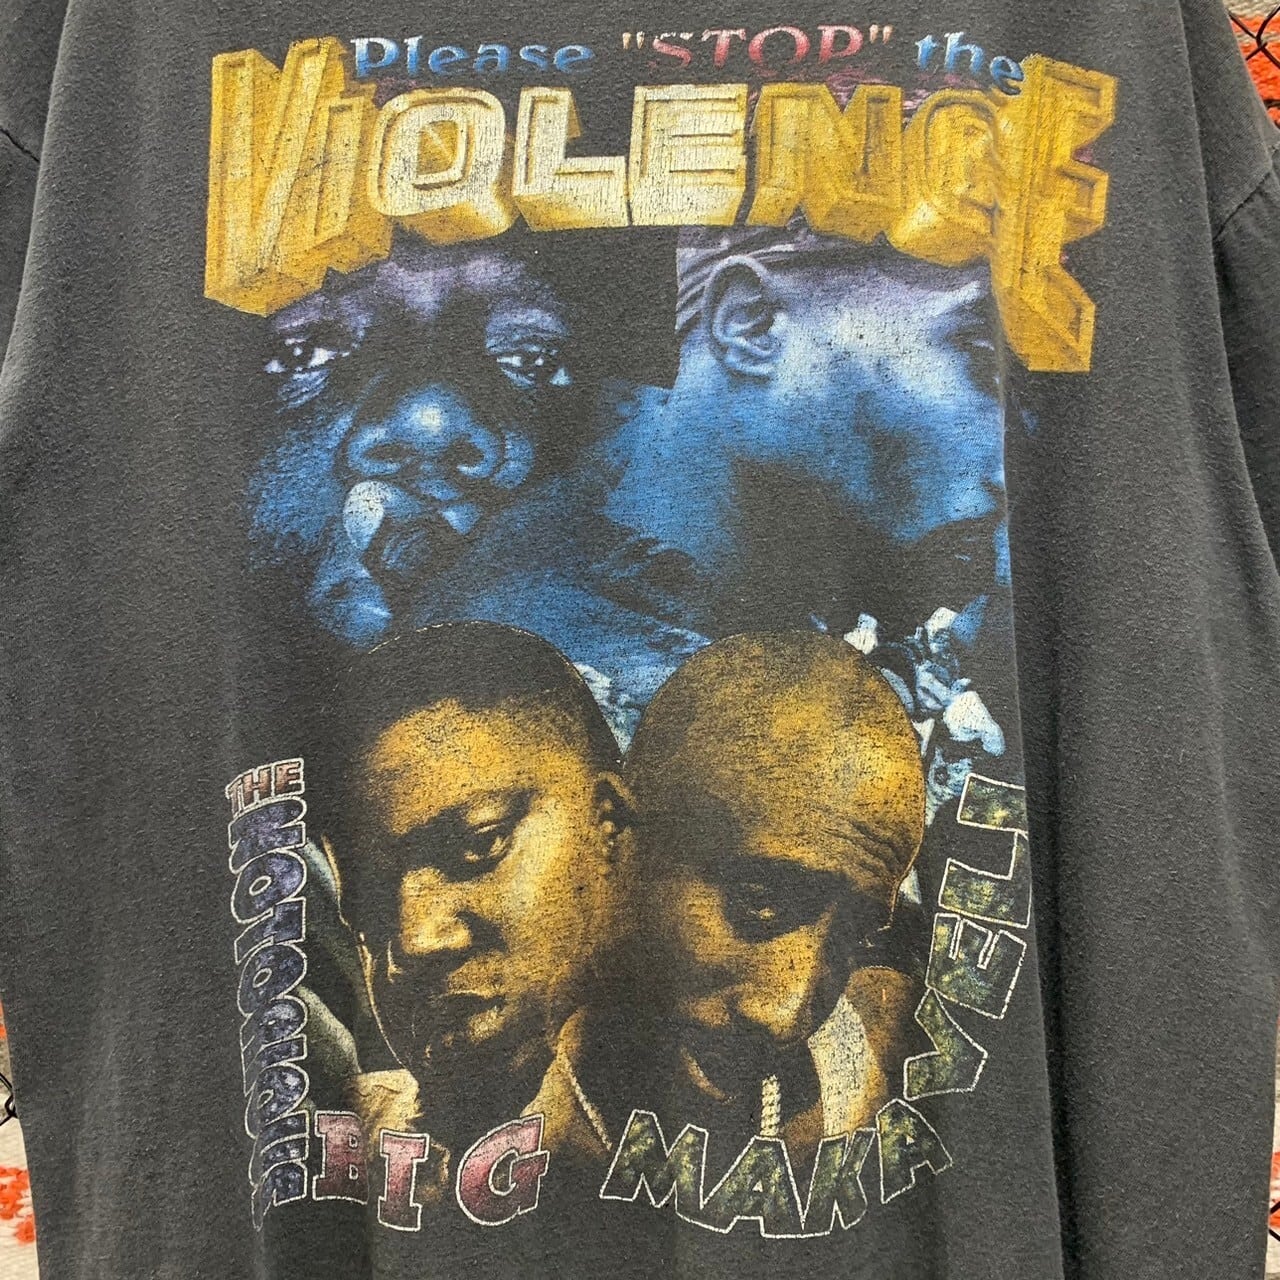 Please "STOP" the
VIOLENCE
THE
NOTORIOUS
BIG
MAKAVELI